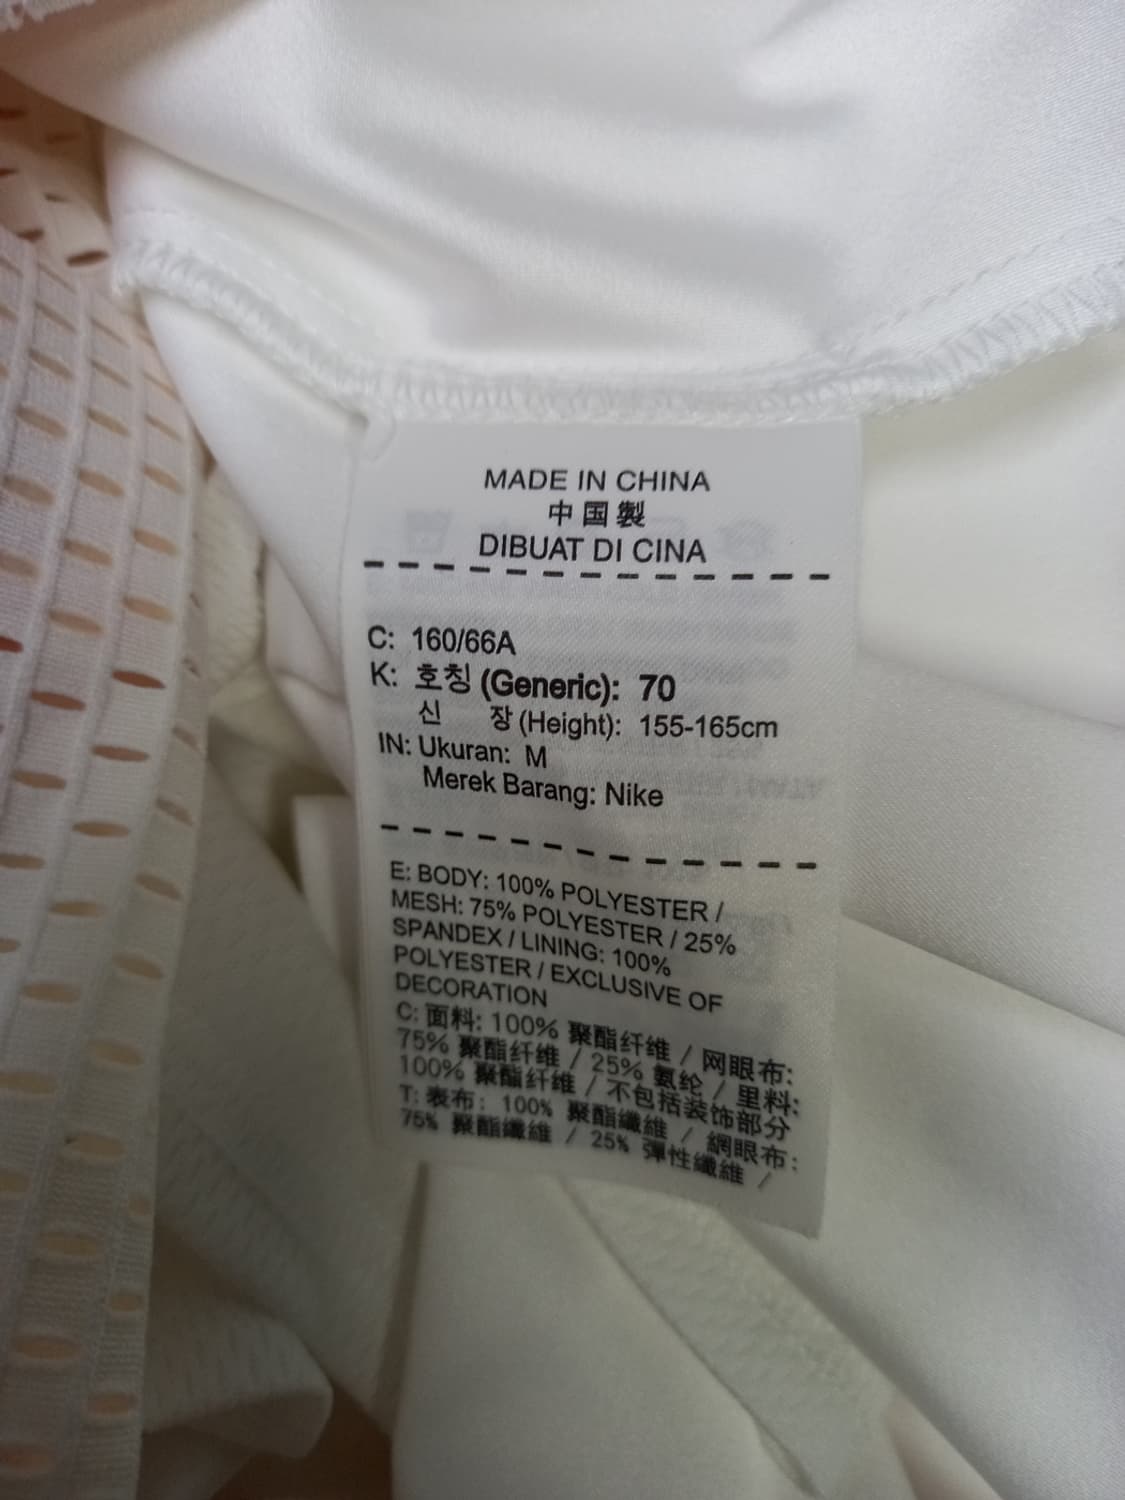 MADE IN CHINA
中国製
DIBUAT DI CINA
C: 160/66A
K: 호칭 (Generic): 70
신 장 (Height): 155-165cm
IN: Ukuran: M
Merek Barang: Nike
E: BODY: 100% POLYESTER /
MESH: 75% POLYESTER / 25%
SPANDEX / LINING: 100%
POLYESTER / EXCLUSIVE OF
DECORATION
C: 面料: 100% 聚酯纤维 / 网眼布:
75% 聚酯纤维 / 25% 氨纶 / 里料:
100% 聚酯纤维 / 不包括装饰部分
T: 表布: 100% 聚酯纖維 / 網眼布:
75% 聚酯纖維 / 25% 彈性纖維 /